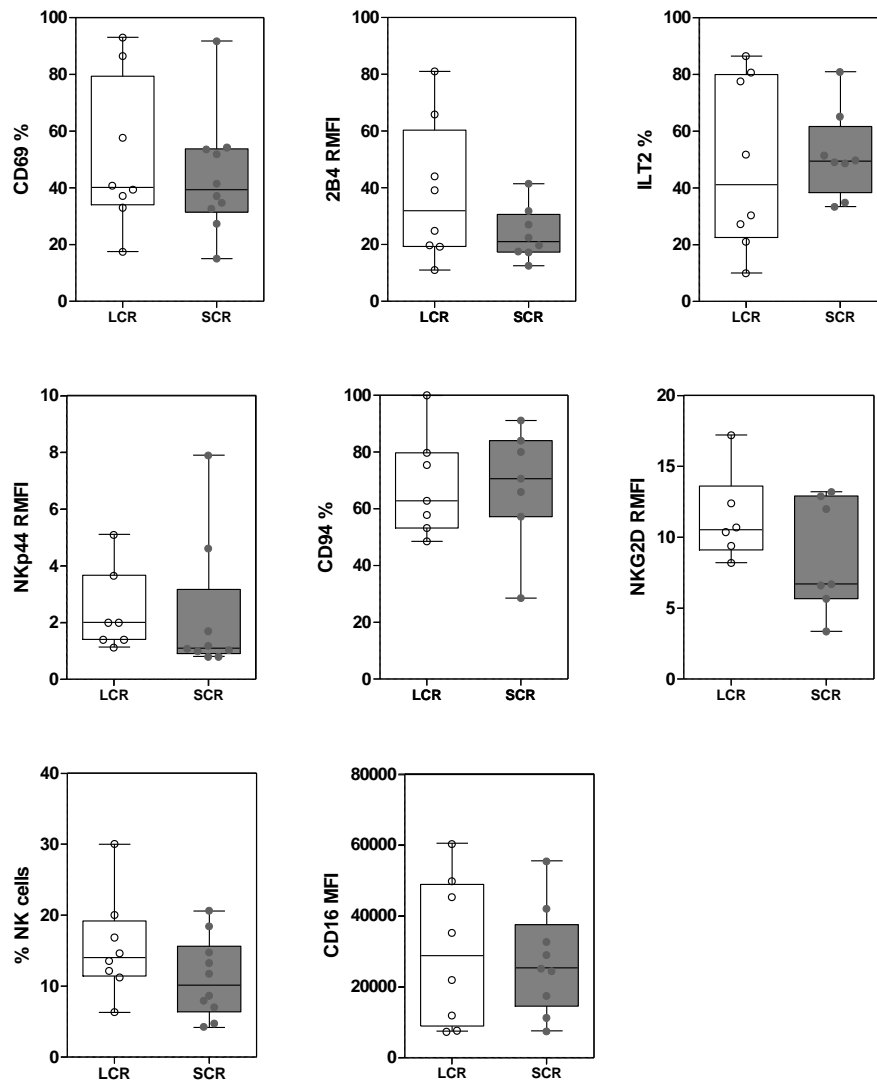 CD69 %
100
80
60
40
20
0
LCR SCR
2B4 RMFI
100
80
60
40
20
0
LCR SCR
ILT2 %
100
80
60
40
20
0
LCR SCR
NKp44 RMFI
10
8
6
4
2
0
LCR SCR
CD94 %
100
80
60
40
20
0
LCR SCR
NKG2D RMFI
20
15
10
5
0
LCR SCR
% NK cells
40
30
20
10
0
LCR SCR
CD16 MFI
80000
60000
40000
20000
0
LCR SCR